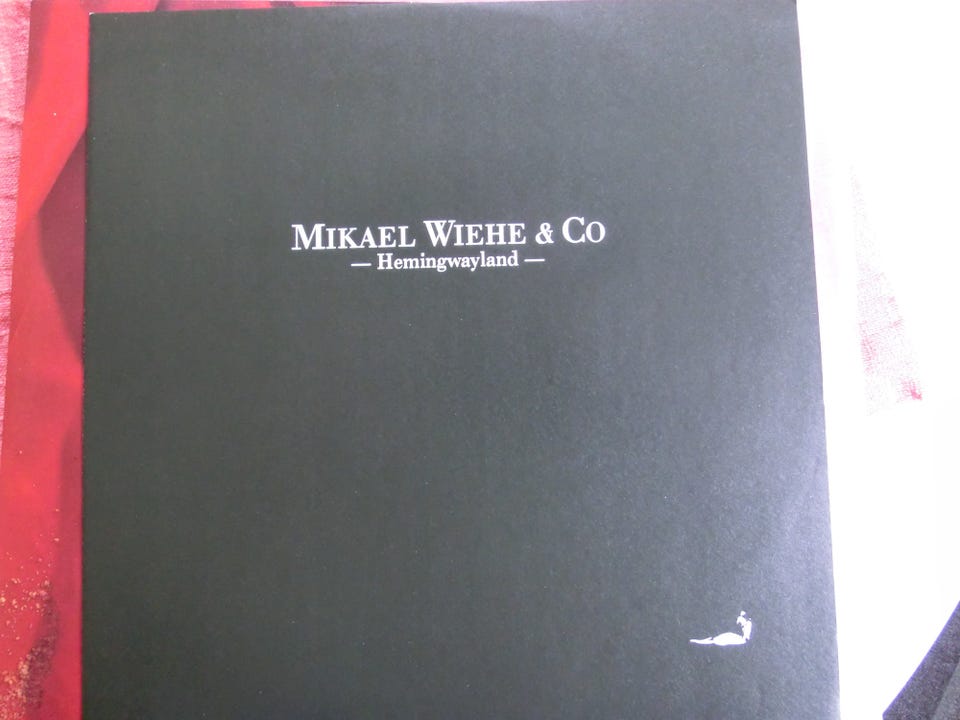 MIKAEL WIEHE & CO
— Hemingwayland —